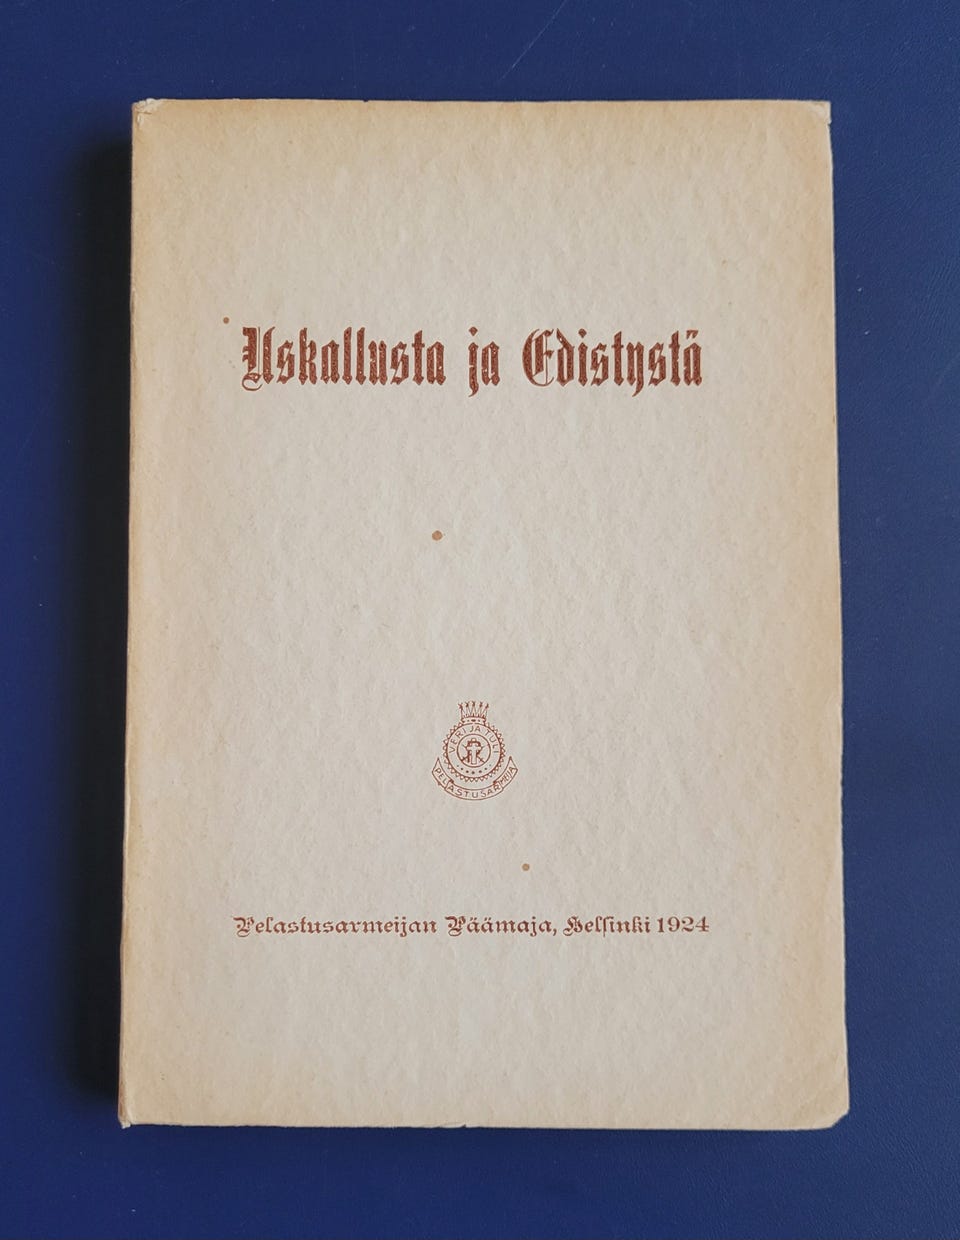 Uskallusta ja Edistystä
VERI JA TULI
PELASTUSARMEIJA
Pelastusarmeijan Päämaja, Helsinki 1924